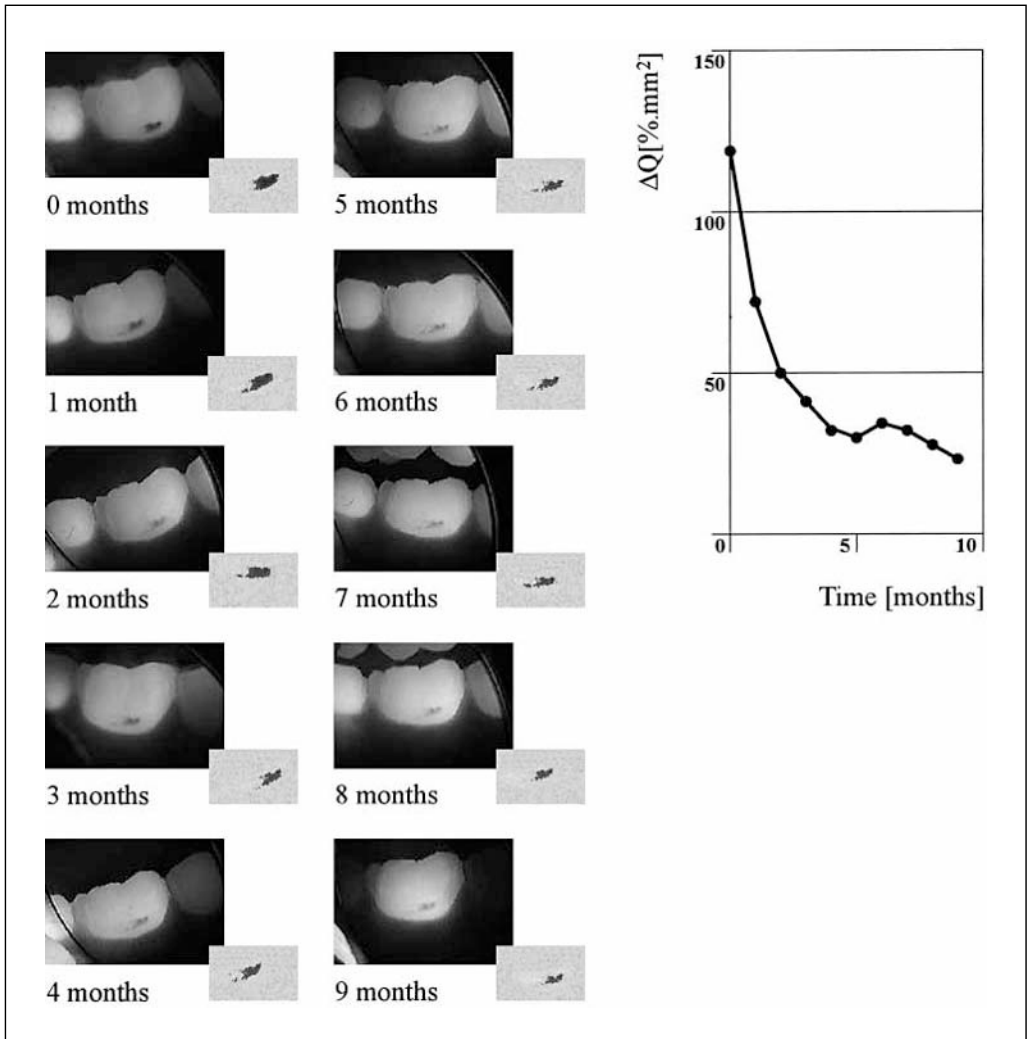 0 months
5 months
1 month
6 months
2 months
7 months
3 months
8 months
4 months
9 months
150
100
50
0
0 5 10
ΔQ[%.mm²]
Time [months]